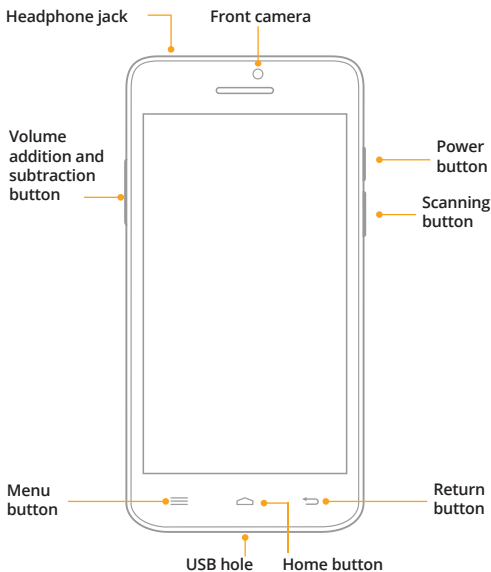 Headphone jack
Front camera
Volume
addition and
subtraction
button
Power
button
Scanning
button
Menu
button
Return
button
USB hole
Home button